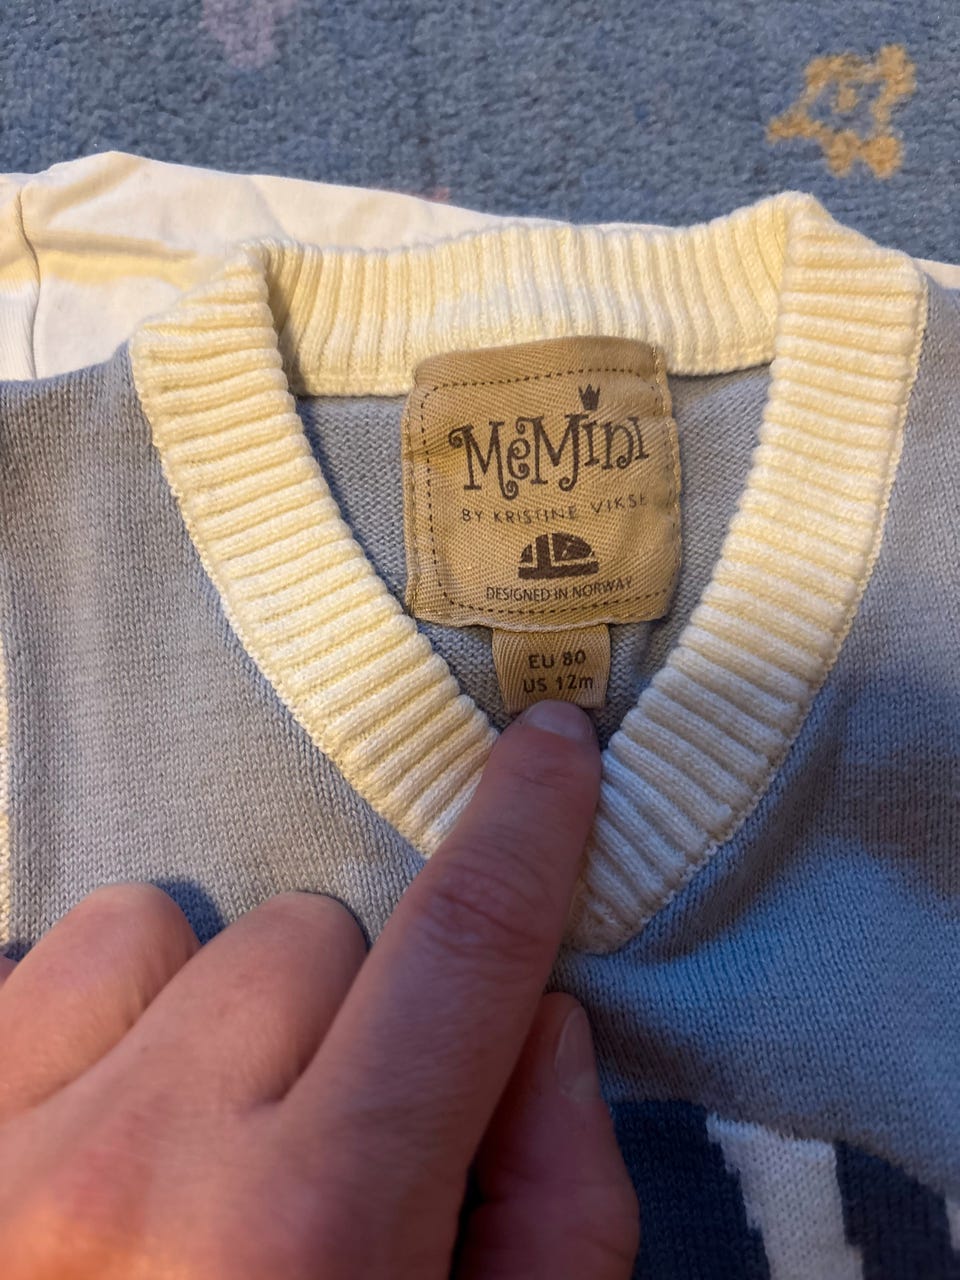 MeMini
BY KRISTINE VIKSE
DESIGNED IN NORWAY
EU 80
US 12m